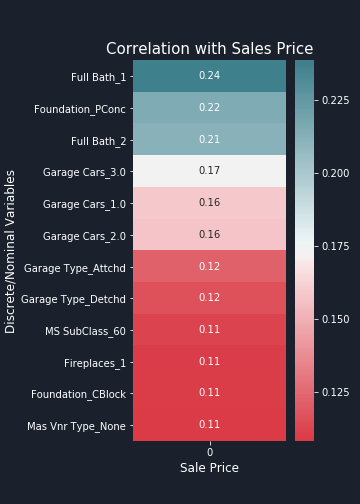 Correlation with Sales Price
Discrete/Nominal Variables
Full Bath_1 0.24
Foundation_PConc 0.22
Full Bath_2 0.21
Garage Cars_3.0 0.17
Garage Cars_1.0 0.16
Garage Cars_2.0 0.16
Garage Type_Attchd 0.12
Garage Type_Detchd 0.12
MS SubClass_60 0.11
Fireplaces_1 0.11
Foundation_CBlock 0.11
Mas Vnr Type_None 0.11
0
Sale Price
0.225
0.200
0.175
0.150
0.125